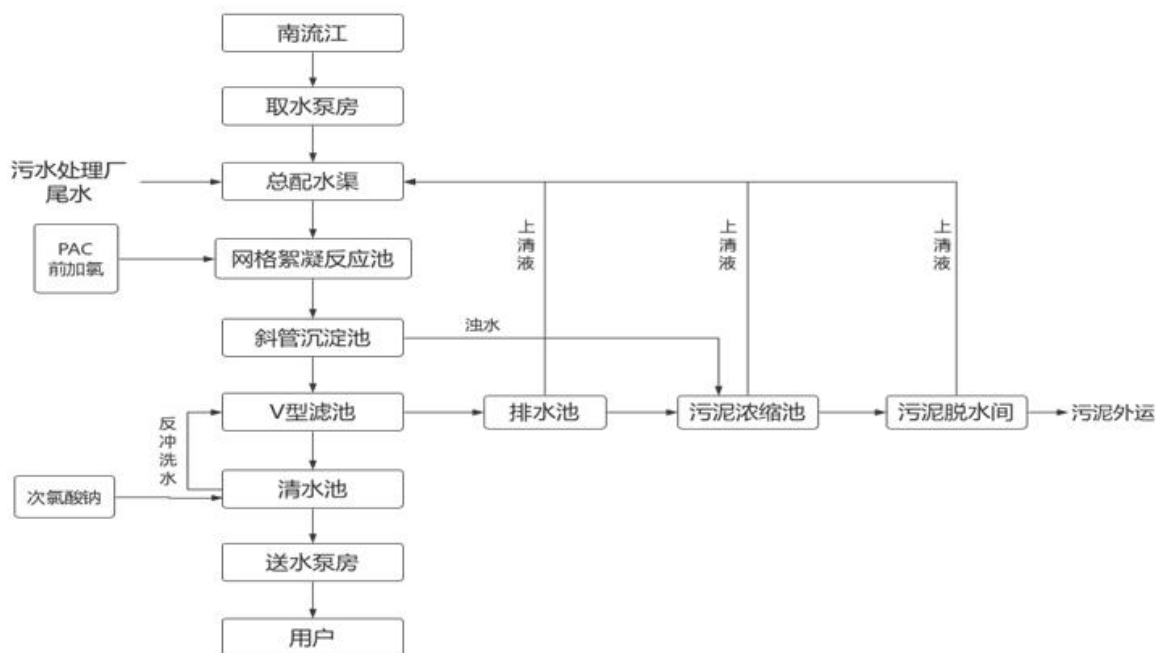 南流江
取水泵房
污水处理厂
尾水
总配水渠
上清液
上清液
上清液
PAC
前加氯
网格絮凝反应池
斜管沉淀池
浊水
V型滤池
排水池
污泥浓缩池
污泥脱水间
污泥外运
反冲洗水
次氯酸钠
清水池
送水泵房
用户